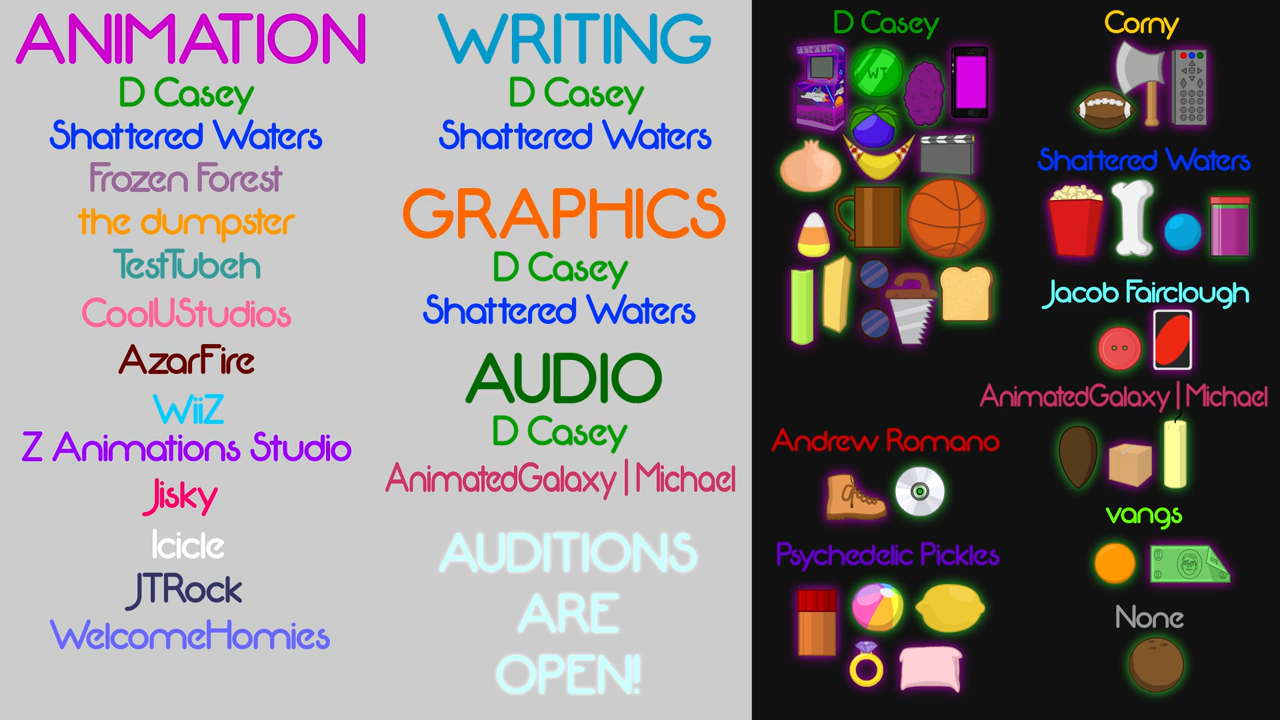 ANIMATION
D Casey
Shattered Waters
Frozen Forest
the dumpster
TestTubeh
CoolUStudios
AzarFire
WiiZ
Z Animations Studio
Jisky
Icicle
JTRock
WelcomeHomies
WRITING
D Casey
Shattered Waters
GRAPHICS
D Casey
Shattered Waters
AUDIO
D Casey
AnimatedGalaxy | Michael
AUDITIONS
ARE
OPEN!
D Casey
ARCADE
WT
Andrew Romano
Psychedelic Pickles
Corny
Shattered Waters
Jacob Fairclough
AnimatedGalaxy | Michael
vangs
None